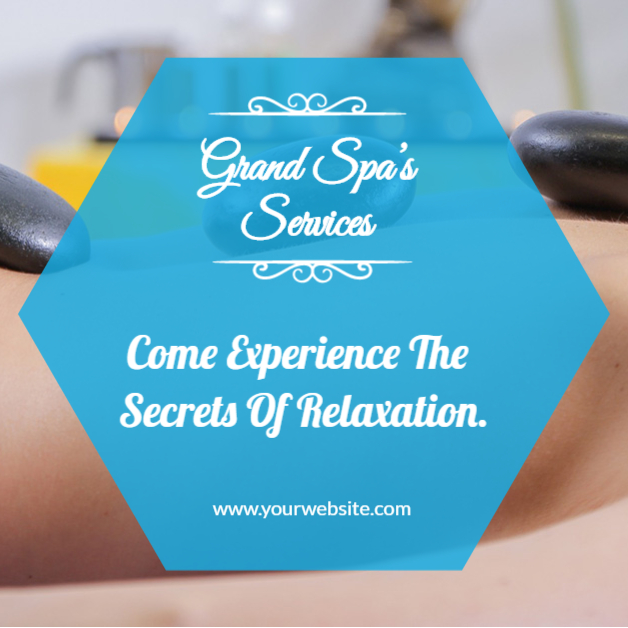 Grand Spa's
Services
Come Experience The
Secrets Of Relaxation.
www.yourwebsite.com